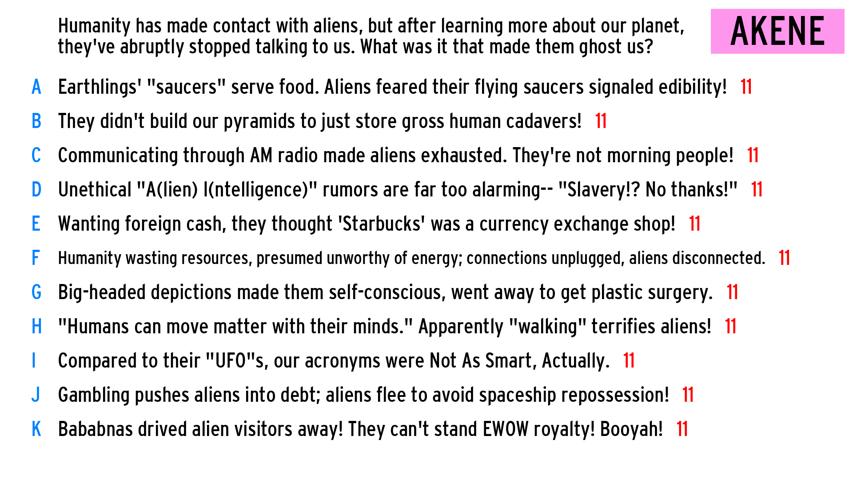 Humanity has made contact with aliens, but after learning more about our planet,
they've abruptly stopped talking to us. What was it that made them ghost us?
AKENE
A Earthlings' "saucers" serve food. Aliens feared their flying saucers signaled edibility! 11
B They didn't build our pyramids to just store gross human cadavers! 11
C Communicating through AM radio made aliens exhausted. They're not morning people! 11
D Unethical "A(lien) I(ntelligence)" rumors are far too alarming-- "Slavery!? No thanks!" 11
E Wanting foreign cash, they thought 'Starbucks' was a currency exchange shop! 11
F Humanity wasting resources, presumed unworthy of energy; connections unplugged, aliens disconnected. 11
G Big-headed depictions made them self-conscious, went away to get plastic surgery. 11
H "Humans can move matter with their minds." Apparently "walking" terrifies aliens! 11
I Compared to their "UFO"s, our acronyms were Not As Smart, Actually. 11
J Gambling pushes aliens into debt; aliens flee to avoid spaceship repossession! 11
K Bababnas drived alien visitors away! They can't stand EWOW royalty! Booyah! 11